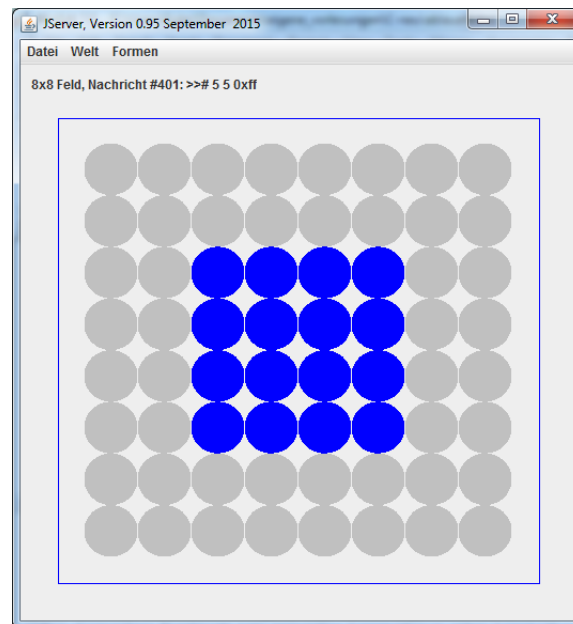 JServer, Version 0.95 September 2015
Datei Welt Formen
8x8 Feld, Nachricht #401: >># 5 5 0xff